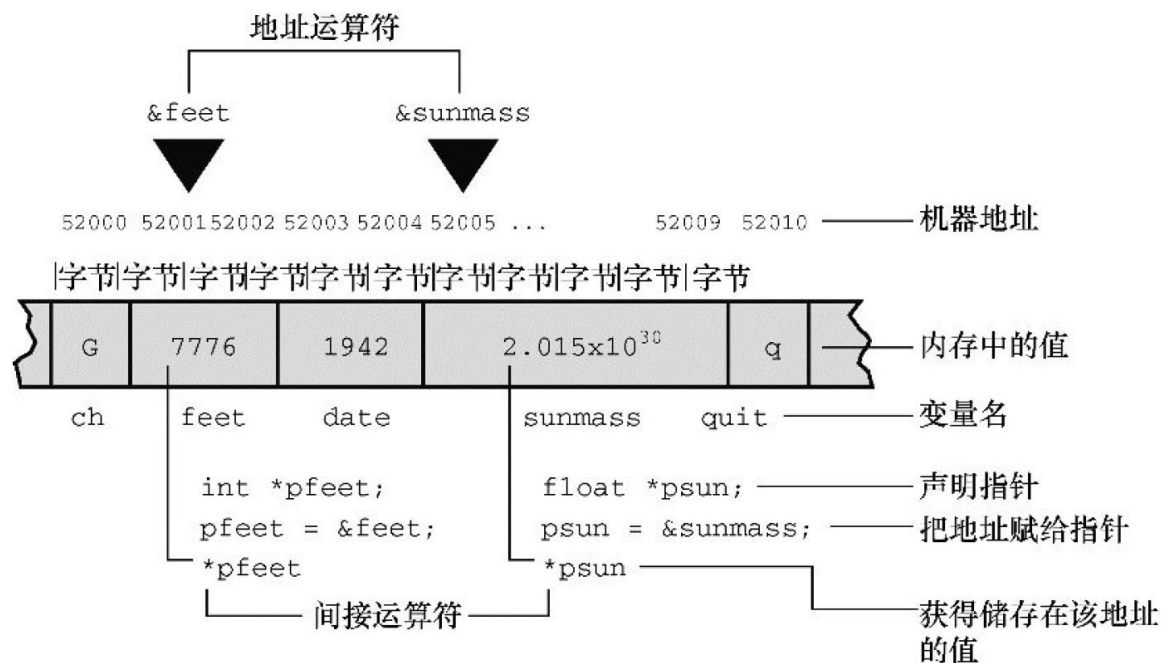 地址运算符
&feet &sunmass
52000 52001 52002 52003 52004 52005 ... 52009 52010 机器地址
|字节|字节|字节|字节|字节|字节|字节|字节|字节|字节|字节
G 7776 1942 2.015x10³⁰ q 内存中的值
ch feet date sunmass quit 变量名
int *pfeet; float *psun; 声明指针
pfeet = &feet; psun = &sunmass; 把地址赋给指针
*pfeet *psun
间接运算符 获得储存在该地址
的值